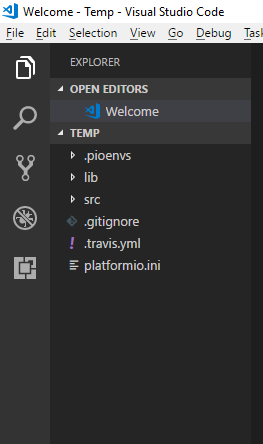 Welcome - Temp - Visual Studio Code
File Edit Selection View Go Debug
EXPLORER
OPEN EDITORS
Welcome
TEMP
.pioenvs
lib
src
.gitignore
! .travis.yml
platformio.ini